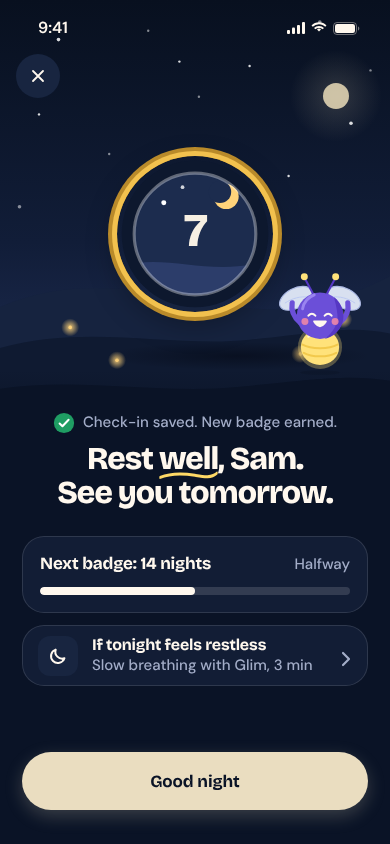 9:41
7
Check-in saved. New badge earned.
Rest well, Sam.
See you tomorrow.
Next badge: 14 nights
Halfway
If tonight feels restless
Slow breathing with Glim, 3 min
Good night